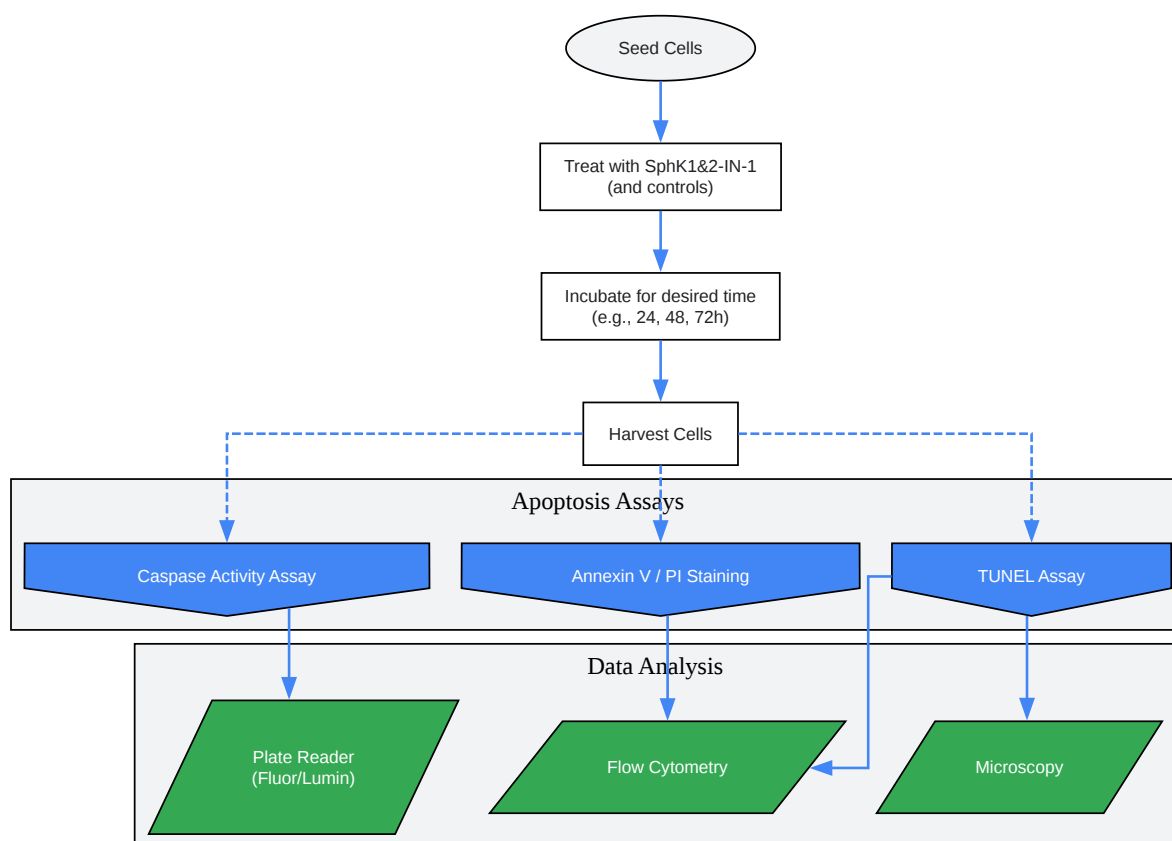 Seed Cells
Treat with SphK1&2-IN-1
(and controls)
Incubate for desired time
(e.g., 24, 48, 72h)
Harvest Cells
Apoptosis Assays
Caspase Activity Assay
Annexin V / PI Staining
TUNEL Assay
Data Analysis
Plate Reader
(Fluor/Lumin)
Flow Cytometry
Microscopy